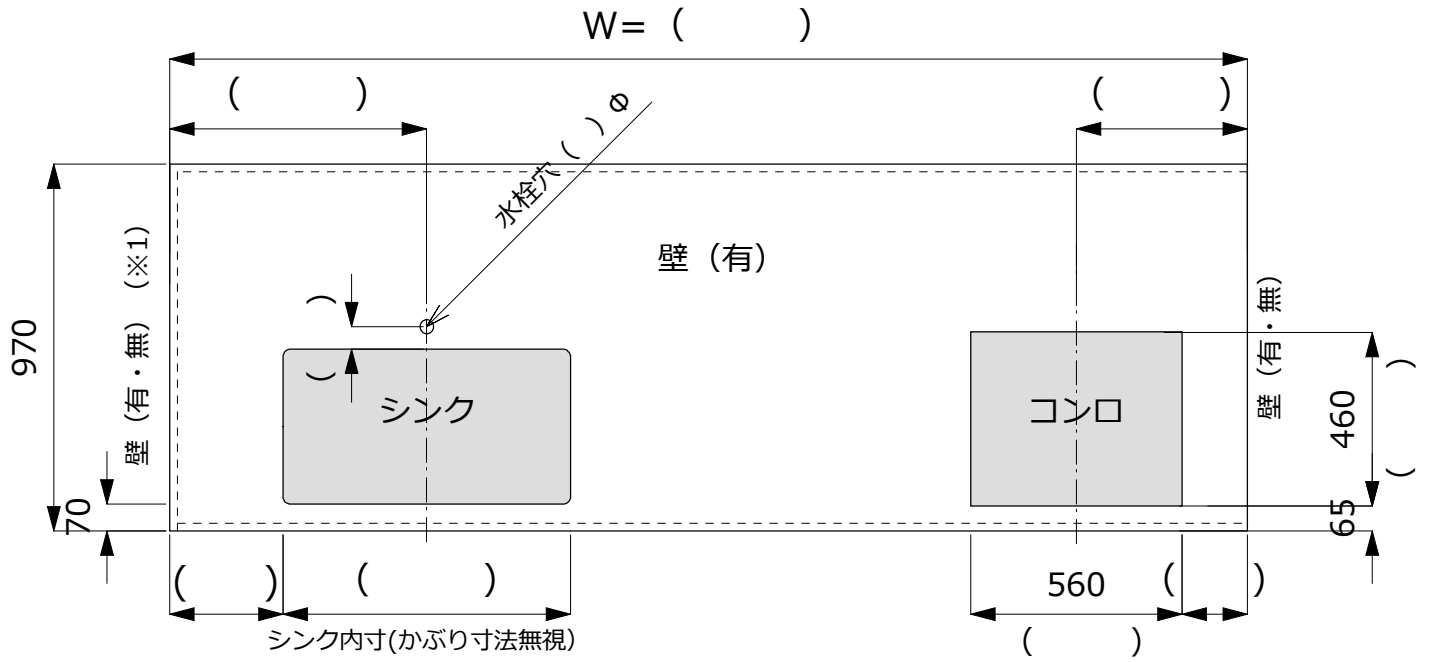 W= (　　　)
(　　　)
(　　　)
水栓穴 (　) Φ
壁（有）
970
壁（有・無）（※1）
(　)
シンク
コンロ
壁（有・無）
460
(　　　)
70
65
(　　　)
(　　　)
560
(　　)
シンク内寸(かぶり寸法無視)
(　　　)